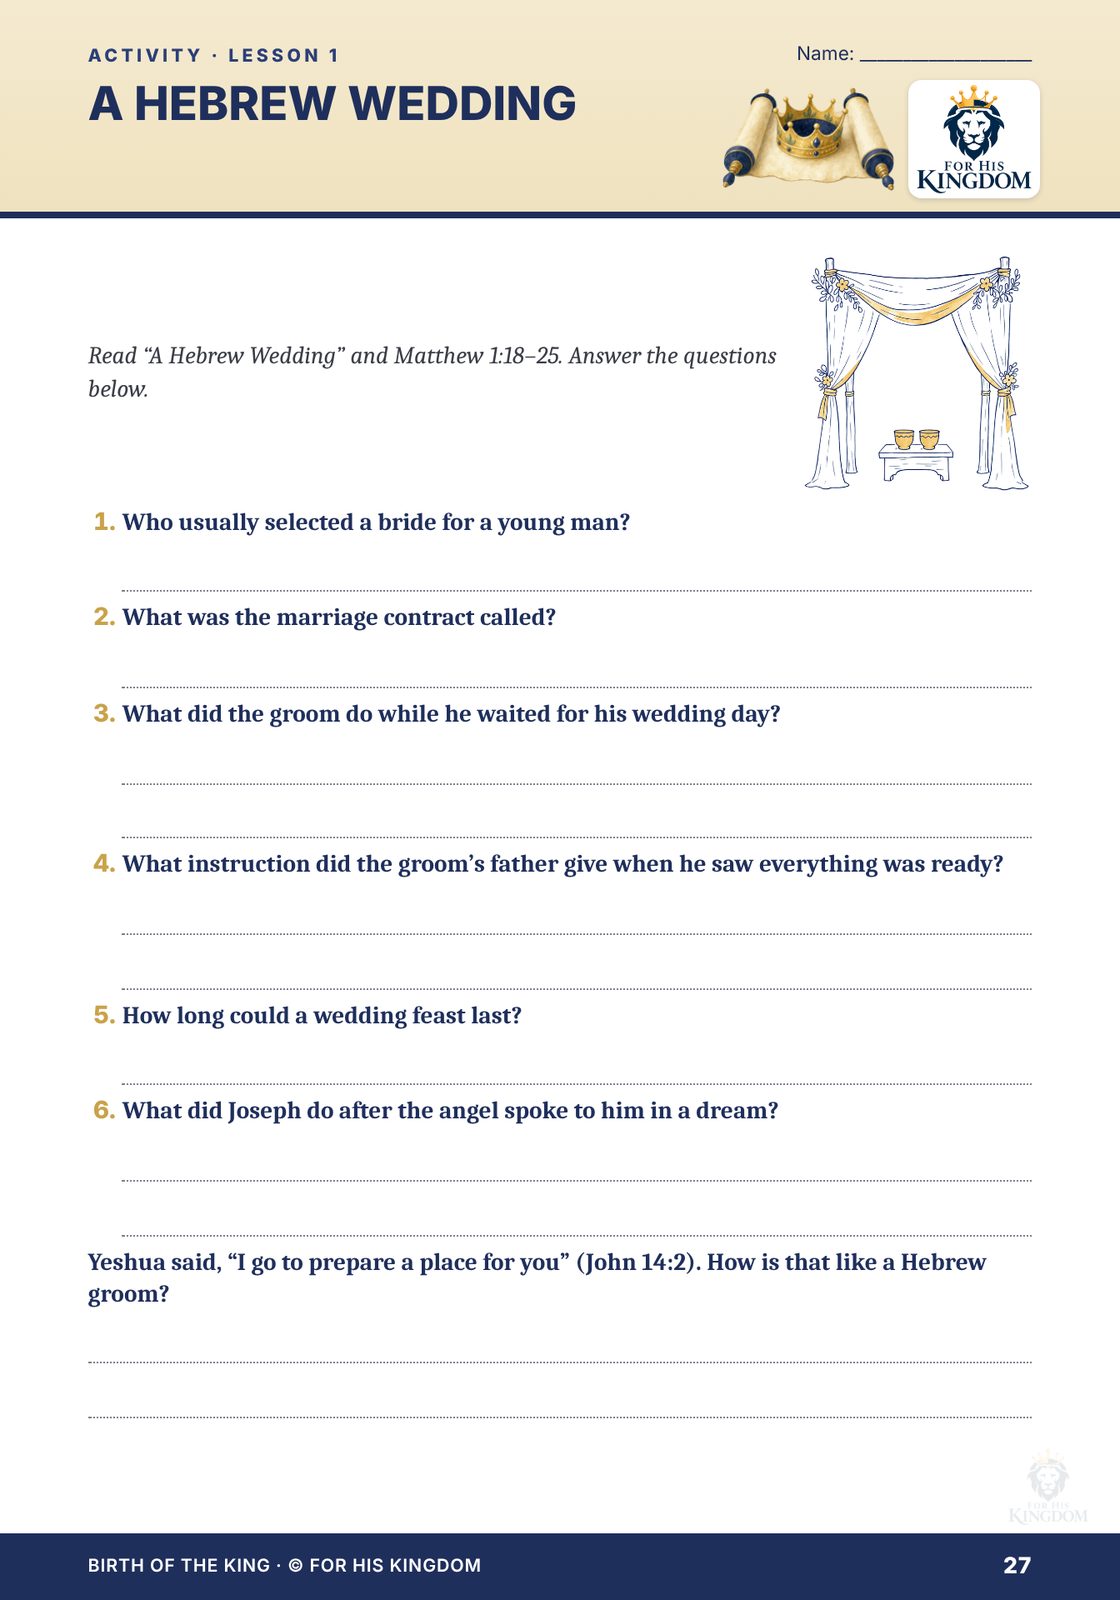 ACTIVITY · LESSON 1
Name: ____________________
A HEBREW WEDDING
FOR HIS
KINGDOM
Read “A Hebrew Wedding” and Matthew 1:18–25. Answer the questions
below.
1. Who usually selected a bride for a young man?
2. What was the marriage contract called?
3. What did the groom do while he waited for his wedding day?
4. What instruction did the groom’s father give when he saw everything was ready?
5. How long could a wedding feast last?
6. What did Joseph do after the angel spoke to him in a dream?
Yeshua said, “I go to prepare a place for you” (John 14:2). How is that like a Hebrew
groom?
FOR HIS
KINGDOM
BIRTH OF THE KING · © FOR HIS KINGDOM
27